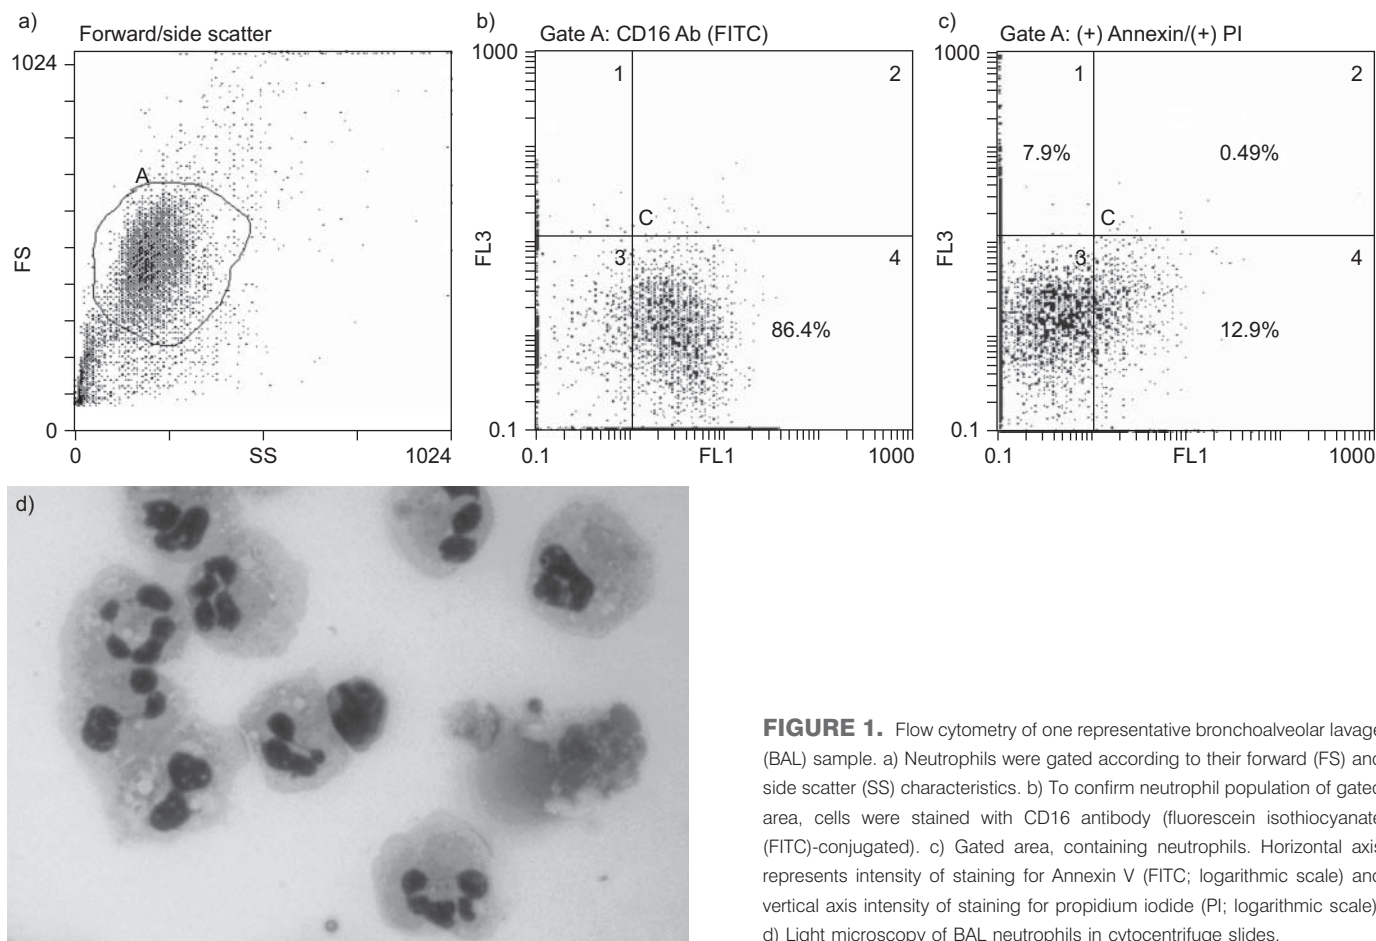 a)
Forward/side scatter
1024
A
FS
0
0
SS
1024
b)
Gate A: CD16 Ab (FITC)
1000
1
2
C
FL3
3
4
86.4%
0.1
0.1
FL1
1000
c)
Gate A: (+) Annexin/(+) PI
1000
1
2
7.9%
0.49%
C
FL3
3
4
12.9%
0.1
0.1
FL1
1000
d)
FIGURE 1. Flow cytometry of one representative bronchoalveolar lavage
(BAL) sample. a) Neutrophils were gated according to their forward (FS) and
side scatter (SS) characteristics. b) To confirm neutrophil population of gated
area, cells were stained with CD16 antibody (fluorescein isothiocyanate
(FITC)-conjugated). c) Gated area, containing neutrophils. Horizontal axis
represents intensity of staining for Annexin V (FITC; logarithmic scale) and
vertical axis intensity of staining for propidium iodide (PI; logarithmic scale)
d) Light microscopy of BAL neutrophils in cytocentrifuge slides.